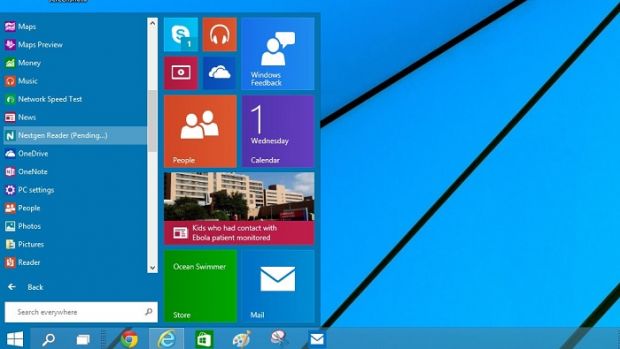 Maps
Maps Preview
Money
Music
Network Speed Test
News
Nextgen Reader (Pending...)
OneDrive
OneNote
PC settings
People
Photos
Pictures
Reader
Back
Search everywhere
1
Windows
Feedback
People
1
Wednesday
Calendar
Kids who had contact with
Ebola patient monitored
Ocean Swimmer
Store
Mail